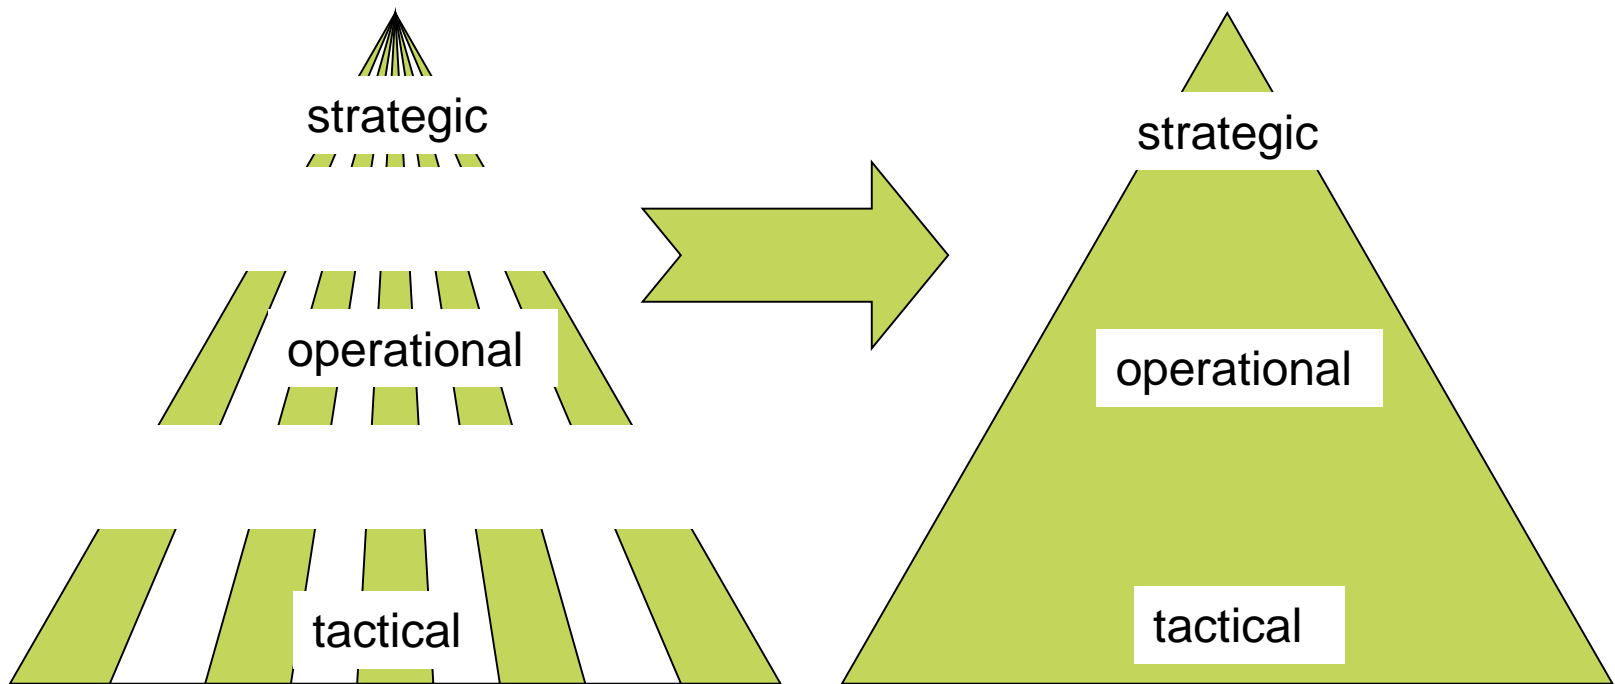 strategic
operational
tactical
strategic
operational
tactical